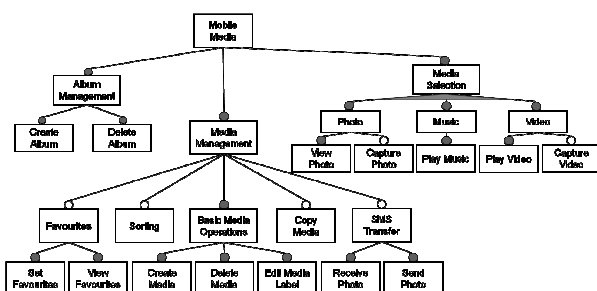 Mobile
Media
Album
Management
Media
Selection
Create
Album
Delete
Album
Media
Management
Photo
Music
Video
View
Photo
Capture
Photo
Play Music
Play Video
Capture
Video
Favourites
Sorting
Basic Media
Operations
Copy
Media
SMS
Transfer
Set
Favourites
View
Favourites
Create
Media
Delete
Media
Edit Media
Label
Receive
Photo
Send
Photo